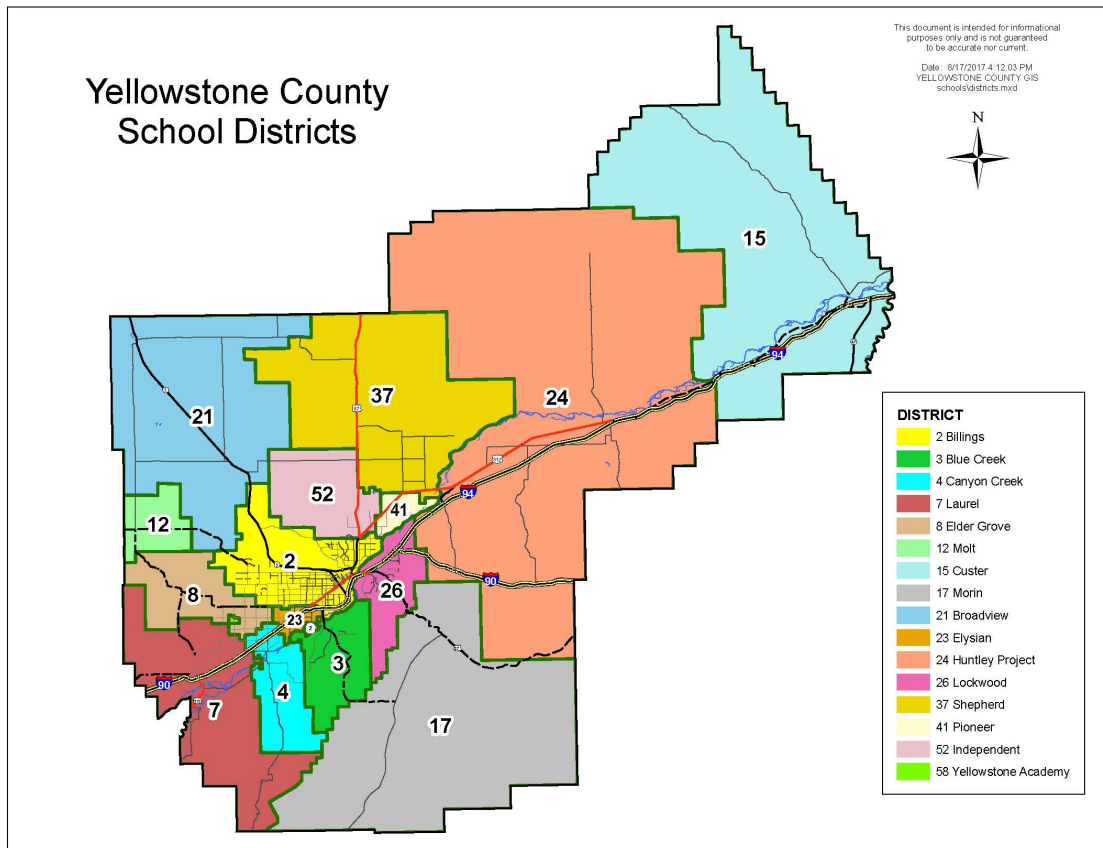 Yellowstone County
School Districts
This document is intended for informational
purposes only and is not guaranteed
to be accurate nor current.
Date: 8/17/2017 4:12:03 PM
YELLOWSTONE COUNTY GIS
schools\districts.mxd
N
15
94
37
24
21
52
94
41
12
2
90
8
26
23
2
3
90
4
7
17
DISTRICT
2 Billings
3 Blue Creek
4 Canyon Creek
7 Laurel
8 Elder Grove
12 Molt
15 Custer
17 Morin
21 Broadview
23 Elysian
24 Huntley Project
26 Lockwood
37 Shepherd
41 Pioneer
52 Independent
58 Yellowstone Academy